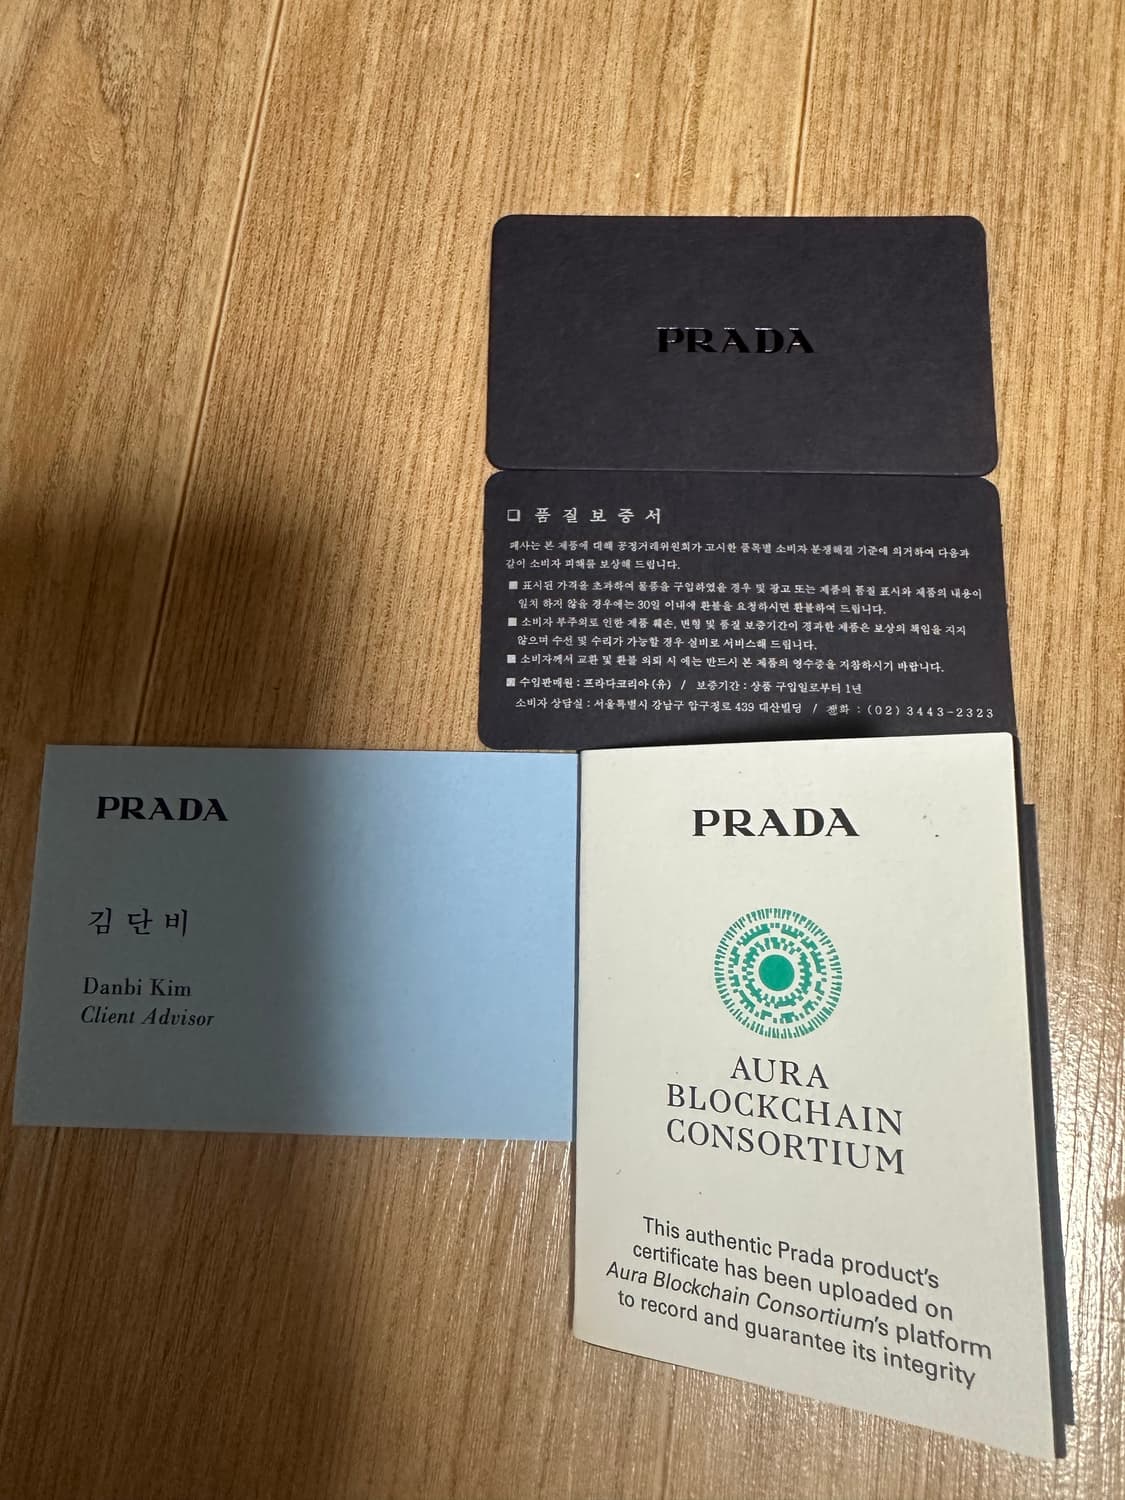 PRADA
❏ 품질보증서
폐사는 본 제품에 대해 공정거래위원회가 고시한 품목별 소비자 분쟁해결 기준에 의거하여 다음과
같이 소비자 피해를 보상해 드립니다.
■ 표시된 가격을 초과하여 물품을 구입하였을 경우 및 광고 또는 제품의 품질 표시와 제품의 내용이
일치 하지 않을 경우에는 30일 이내에 환불을 요청하시면 환불하여 드립니다.
■ 소비자 부주의로 인한 제품 훼손, 변형 및 품질 보증기간이 경과한 제품은 보상의 책임을 지지
않으며 수선 및 수리가 가능할 경우 실비로 서비스해 드립니다.
■ 소비자께서 교환 및 환불 의뢰 시 에는 반드시 본 제품의 영수증을 지참하시기 바랍니다.
■ 수입판매원 : 프라다코리아 (유) / 보증기간 : 상품 구입일로부터 1년
소비자 상담실 : 서울특별시 강남구 압구정로 439 대산빌딩 / 전화 : (02) 3443-2323
PRADA
김단비
Danbi Kim
Client Advisor
PRADA
AURA
BLOCKCHAIN
CONSORTIUM
This authentic Prada product's
certificate has been uploaded on
Aura Blockchain Consortium's platform
to record and guarantee its integrity